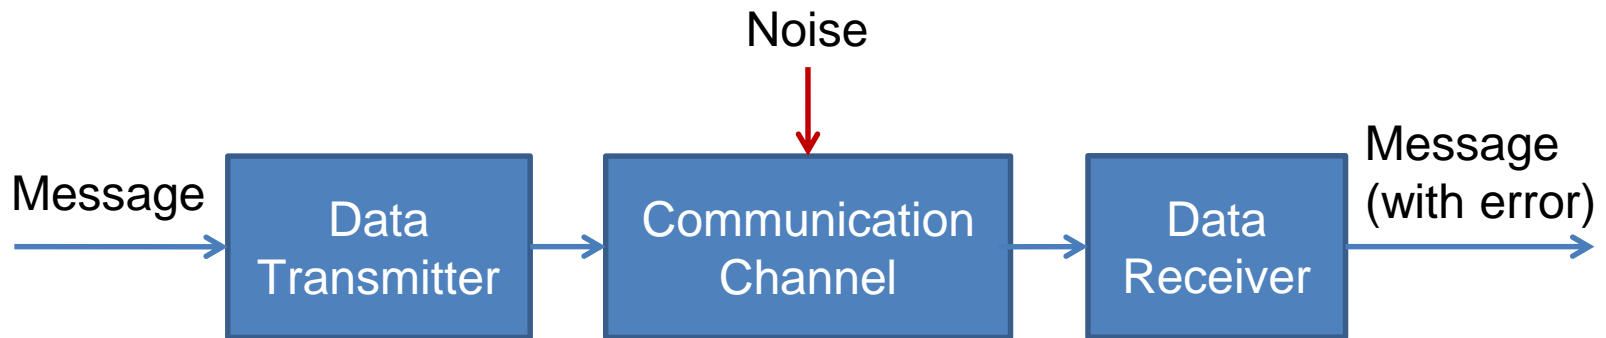 Noise
Message
Data
Transmitter
Communication
Channel
Data
Receiver
Message
(with error)